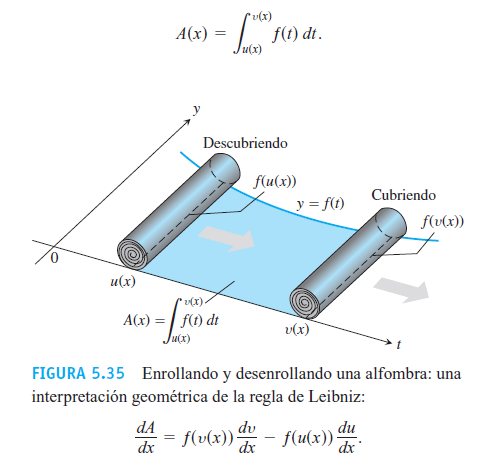 A(x) = ∫_{u(x)}^{v(x)} f(t) dt.
y
Descubriendo
f(u(x))
y = f(t)
Cubriendo
f(v(x))
0
u(x)
A(x) = ∫_{u(x)}^{v(x)} f(t) dt
v(x)
t
FIGURA 5.35 Enrollando y desenrollando una alfombra: una
interpretación geométrica de la regla de Leibniz:
dA/dx = f(v(x)) dv/dx − f(u(x)) du/dx.